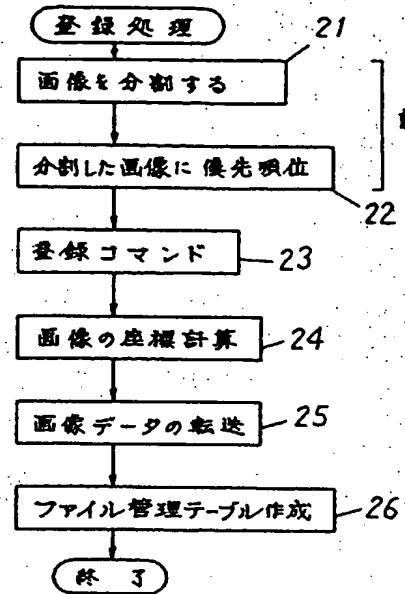 登録処理
21
画像を分割する
分割した画像に優先順位
22
登録コマンド
23
画像の座標計算
24
画像データの転送
25
ファイル管理テーブル作成
26
終了